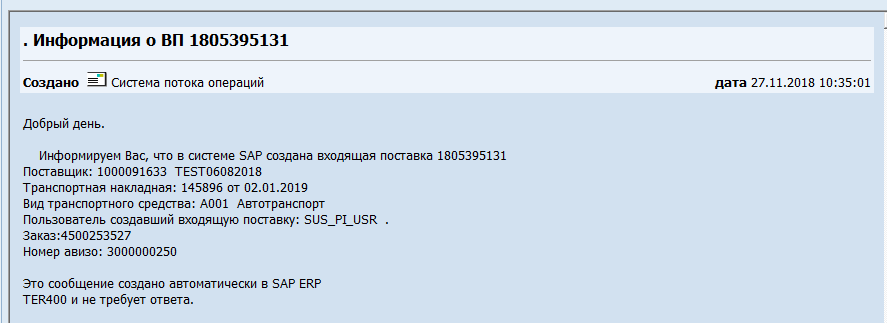 . Информация о ВП 1805395131
Создано Система потока операций дата 27.11.2018 10:35:01
Добрый день.
Информируем Вас, что в системе SAP создана входящая поставка 1805395131
Поставщик: 1000091633 TEST06082018
Транспортная накладная: 145896 от 02.01.2019
Вид транспортного средства: A001 Автотранспорт
Пользователь создавший входящую поставку: SUS_PI_USR .
Заказ:4500253527
Номер авизо: 3000000250
Это сообщение создано автоматически в SAP ERP
TER400 и не требует ответа.